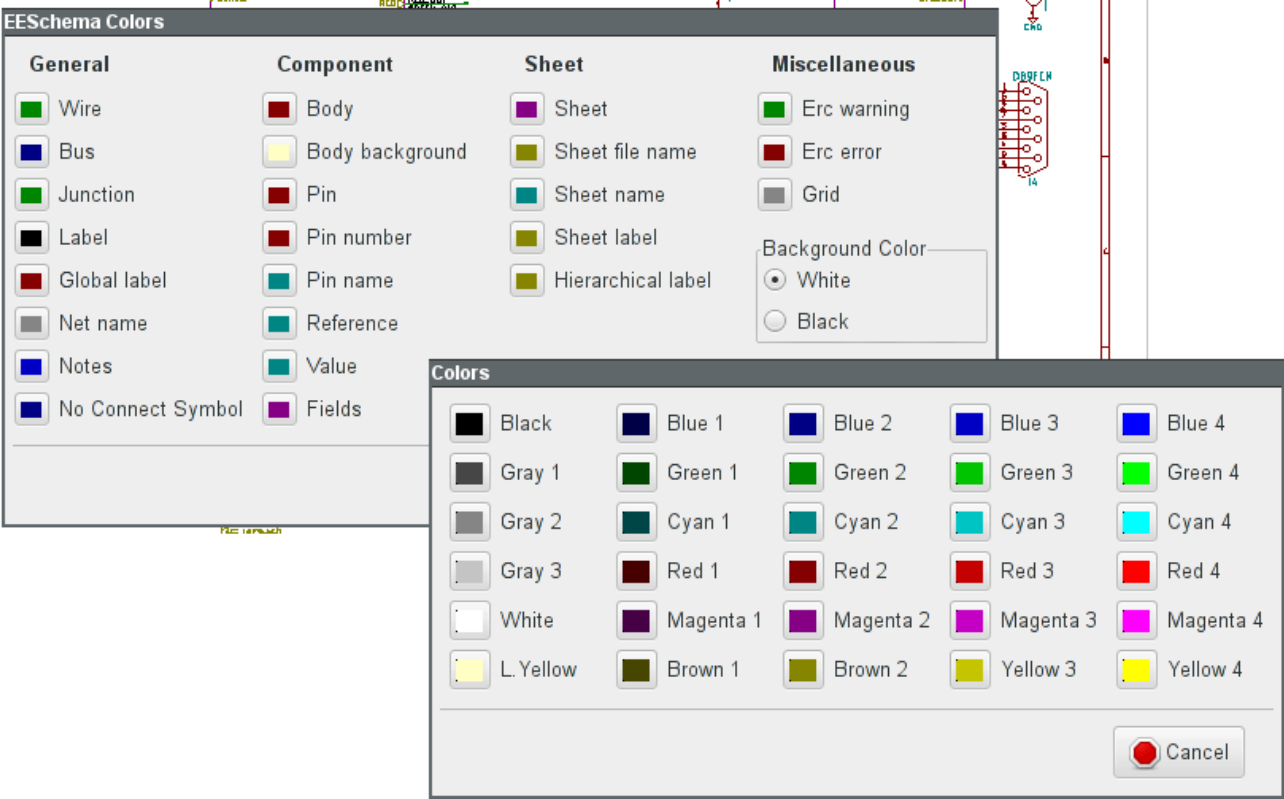 EESchema Colors
General Component Sheet Miscellaneous
Wire Body Sheet Erc warning
Bus Body background Sheet file name Erc error
Junction Pin Sheet name Grid
Label Pin number Sheet label
Background Color
Global label Pin name Hierarchical label White
Net name Reference Black
Notes Value
No Connect Symbol Fields
Colors
Black Blue 1 Blue 2 Blue 3 Blue 4
Gray 1 Green 1 Green 2 Green 3 Green 4
Gray 2 Cyan 1 Cyan 2 Cyan 3 Cyan 4
Gray 3 Red 1 Red 2 Red 3 Red 4
White Magenta 1 Magenta 2 Magenta 3 Magenta 4
L. Yellow Brown 1 Brown 2 Yellow 3 Yellow 4
Cancel
GND
J4